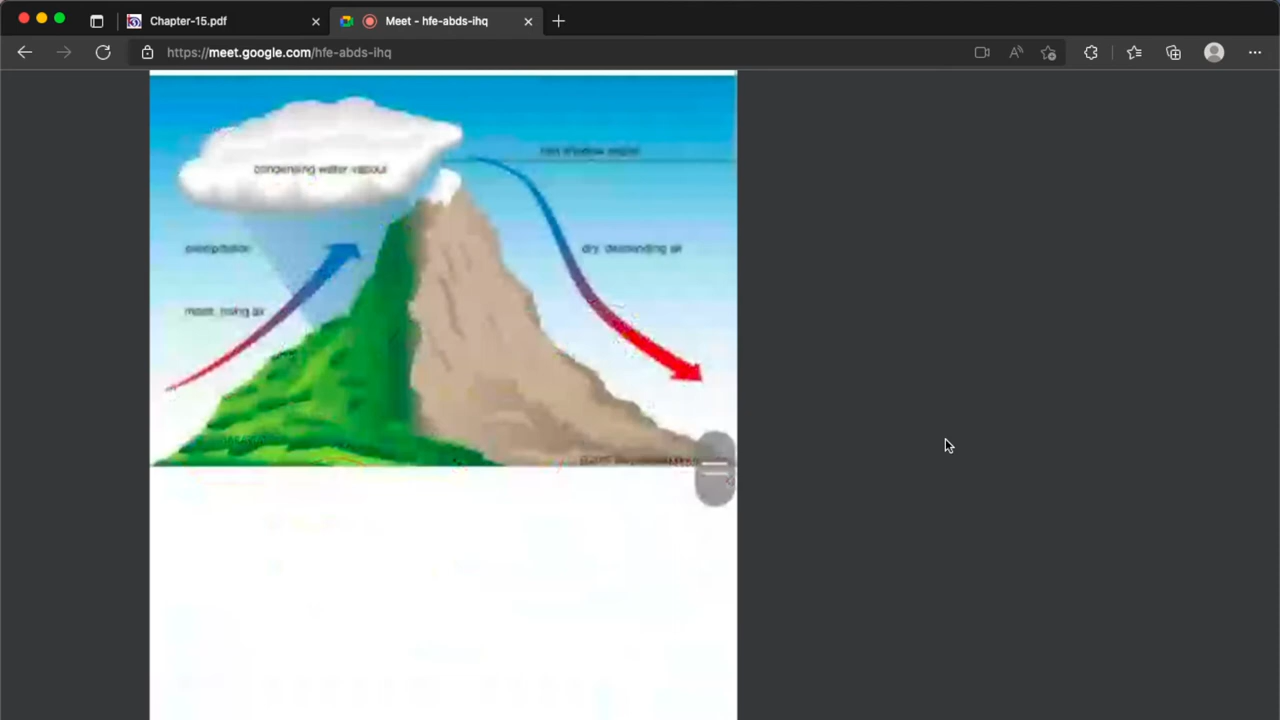 Chapter-15.pdf
Meet - hfe-abds-ihq
https://meet.google.com/hfe-abds-ihq
condensing water vapour
rain shadow region
precipitation
dry, descending air
moist, rising air